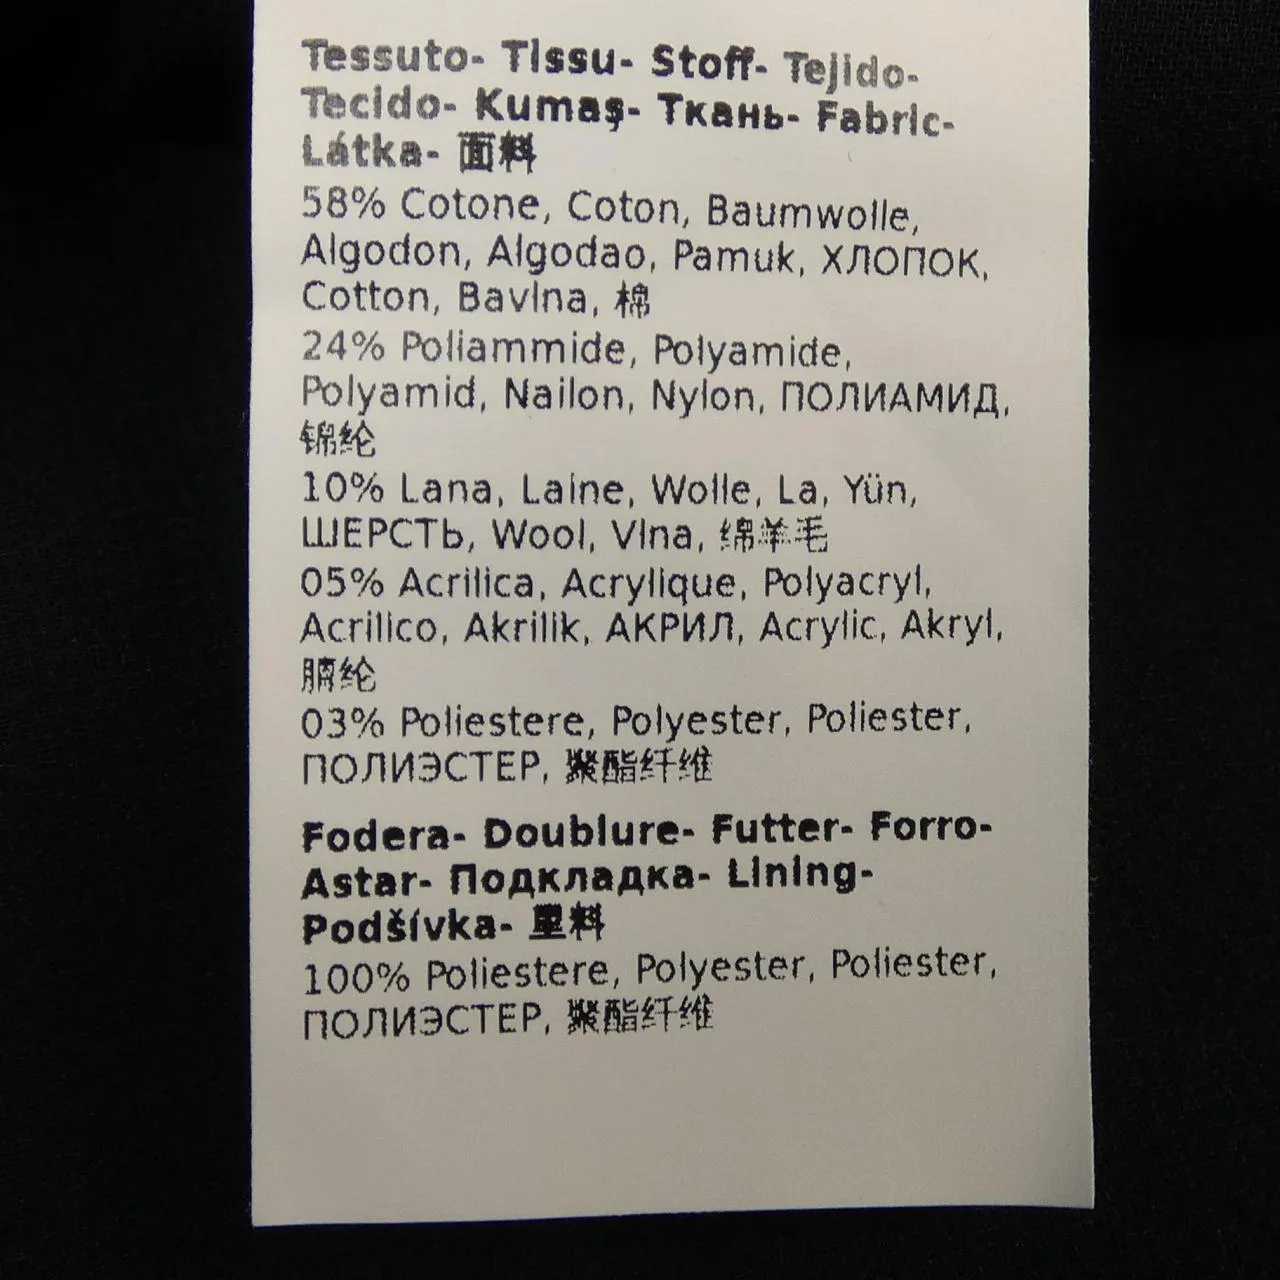 Tessuto- Tissu- Stoff- Tejido-
Tecido- Kumaş- Ткань- Fabric-
Látka- 面料
58% Cotone, Coton, Baumwolle,
Algodon, Algodao, Pamuk, ХЛОПОК,
Cotton, Bavlna, 棉
24% Poliammide, Polyamide,
Polyamid, Nailon, Nylon, ПОЛИАМИД,
锦纶
10% Lana, Laine, Wolle, La, Yün,
ШЕРСТЬ, Wool, Vlna, 绵羊毛
05% Acrilica, Acrylique, Polyacryl,
Acrilico, Akrilik, АКРИЛ, Acrylic, Akryl,
腈纶
03% Poliestere, Polyester, Poliester,
ПОЛИЭСТЕР, 聚酯纤维
Fodera- Doublure- Futter- Forro-
Astar- Подкладка- Lining-
Podšívka- 里料
100% Poliestere, Polyester, Poliester,
ПОЛИЭСТЕР, 聚酯纤维